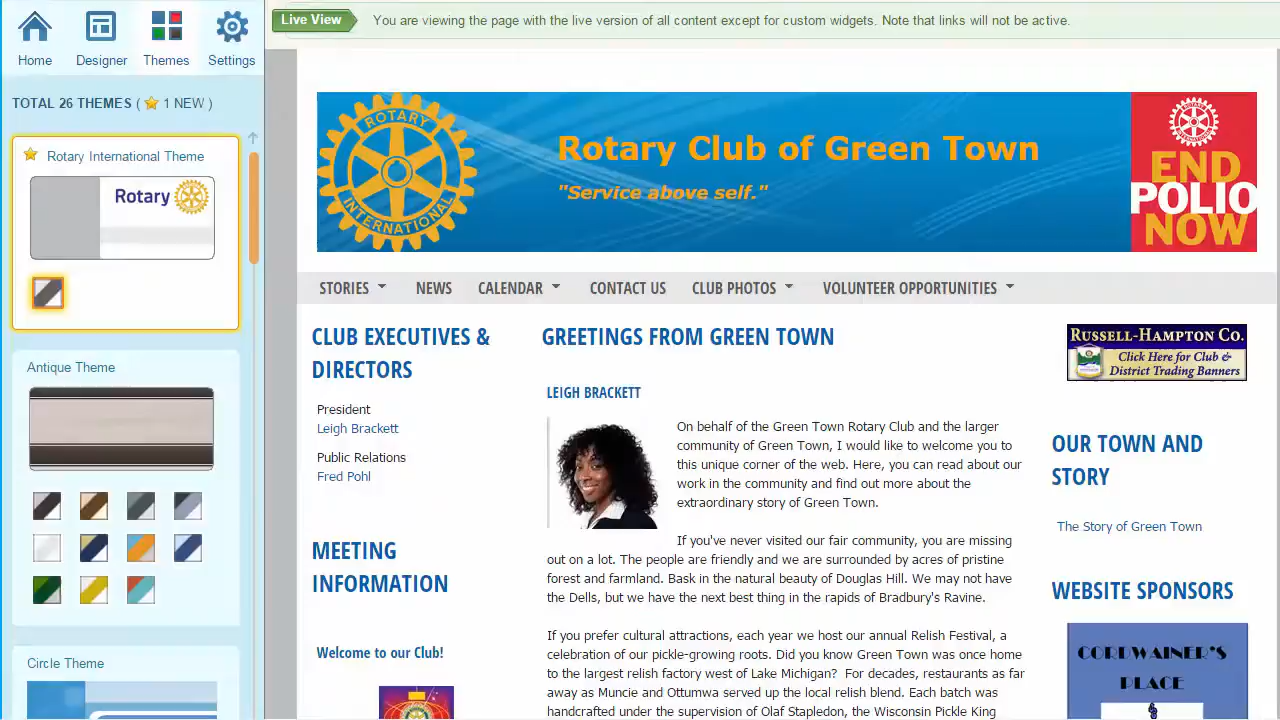 Home
Designer
Themes
Settings
TOTAL 26 THEMES ( 1 NEW )
Rotary International Theme
Rotary
Antique Theme
Circle Theme
Live View
You are viewing the page with the live version of all content except for custom widgets. Note that links will not be active.
ROTARY
INTERNATIONAL
Rotary Club of Green Town
"Service above self."
END
POLIO
NOW
STORIES
NEWS
CALENDAR
CONTACT US
CLUB PHOTOS
VOLUNTEER OPPORTUNITIES
CLUB EXECUTIVES &
DIRECTORS
President
Leigh Brackett
Public Relations
Fred Pohl
MEETING
INFORMATION
Welcome to our Club!
GREETINGS FROM GREEN TOWN
LEIGH BRACKETT
On behalf of the Green Town Rotary Club and the larger
community of Green Town, I would like to welcome you to
this unique corner of the web. Here, you can read about our
work in the community and find out more about the
extraordinary story of Green Town.
If you've never visited our fair community, you are missing
out on a lot. The people are friendly and we are surrounded by acres of pristine
forest and farmland. Bask in the natural beauty of Douglas Hill. We may not have
the Dells, but we have the next best thing in the rapids of Bradbury's Ravine.
If you prefer cultural attractions, each year we host our annual Relish Festival, a
celebration of our pickle-growing roots. Did you know Green Town was once home
to the largest relish factory west of Lake Michigan? For decades, restaurants as far
away as Muncie and Ottumwa served up the local relish blend. Each batch was
handcrafted under the supervision of Olaf Stapledon, the Wisconsin Pickle King
RUSSELL-HAMPTON CO.
Click Here for Club &
District Trading Banners
OUR TOWN AND
STORY
The Story of Green Town
WEBSITE SPONSORS
CORDWAINER'S
PLACE